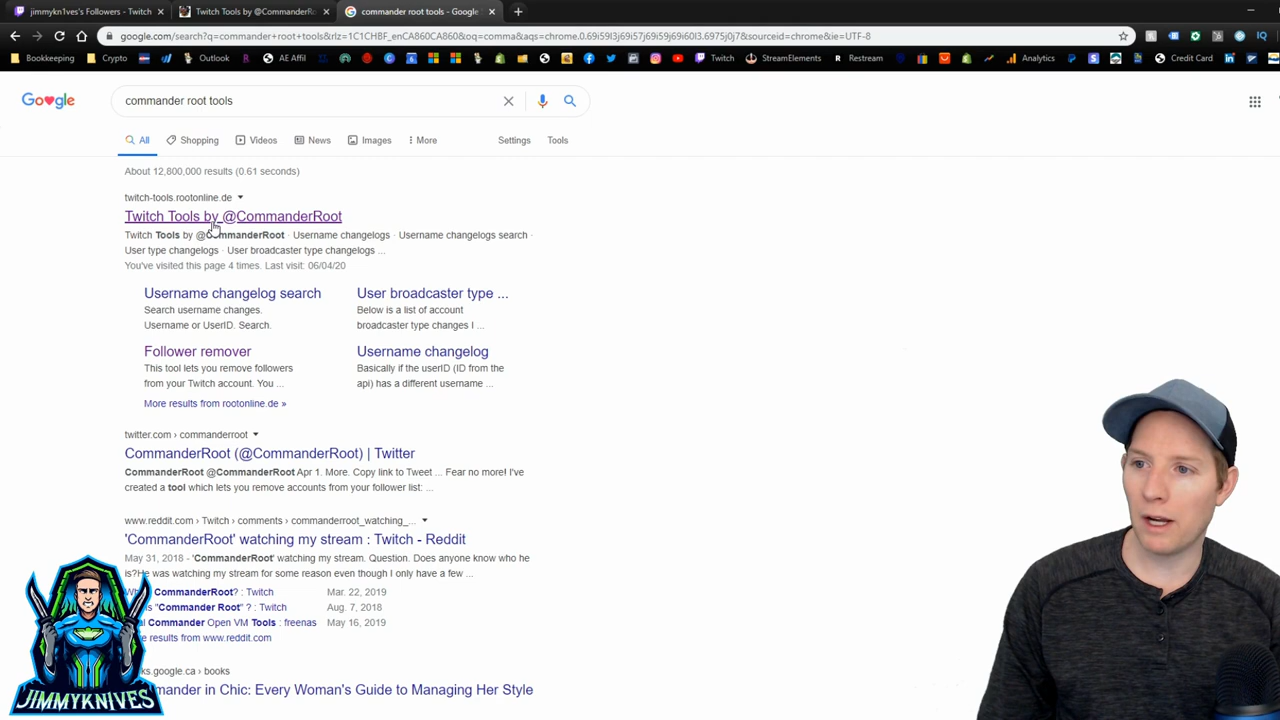 jimmykn1ves's Followers - Twitch
Twitch Tools by @CommanderRo
commander root tools - Google
google.com/search?q=commander+root+tools&rlz=1C1CHBF_enCA860CA860&oq=comma&aqs=chrome.0.69i59l3j69i57j69i59j69i60l3.6975j0j7&sourceid=chrome&ie=UTF-8
Bookkeeping Crypto Outlook AE Affil Twitch StreamElements Restream Analytics Credit Card
Google
commander root tools
All Shopping Videos News Images More Settings Tools
About 12,800,000 results (0.61 seconds)
twitch-tools.rootonline.de
Twitch Tools by @CommanderRoot
Twitch Tools by @CommanderRoot · Username changelogs · Username changelogs search ·
User type changelogs · User broadcaster type changelogs ...
You've visited this page 4 times. Last visit: 06/04/20
Username changelog search
Search username changes.
Username or UserID. Search.
User broadcaster type ...
Below is a list of account
broadcaster type changes I ...
Follower remover
This tool lets you remove followers
from your Twitch account. You ...
Username changelog
Basically if the userID (ID from the
api) has a different username ...
More results from rootonline.de »
twitter.com › commanderroot
CommanderRoot (@CommanderRoot) | Twitter
CommanderRoot @CommanderRoot Apr 1. More. Copy link to Tweet ... Fear no more! I've
created a tool which lets you remove accounts from your follower list: ...
www.reddit.com › Twitch › comments › commanderroot_watching_...
'CommanderRoot' watching my stream : Twitch - Reddit
May 31, 2018 - 'CommanderRoot' watching my stream. Question. Does anyone know who he
is?He was watching my stream for some reason even though I only have a few ...
CommanderRoot? : Twitch Mar. 22, 2019
"Commander Root" ? : Twitch Aug. 7, 2018
Commander Open VM Tools : freenas May 16, 2019
results from www.reddit.com
books
mander in Chic: Every Woman's Guide to Managing Her Style
JIMMYKNIVES